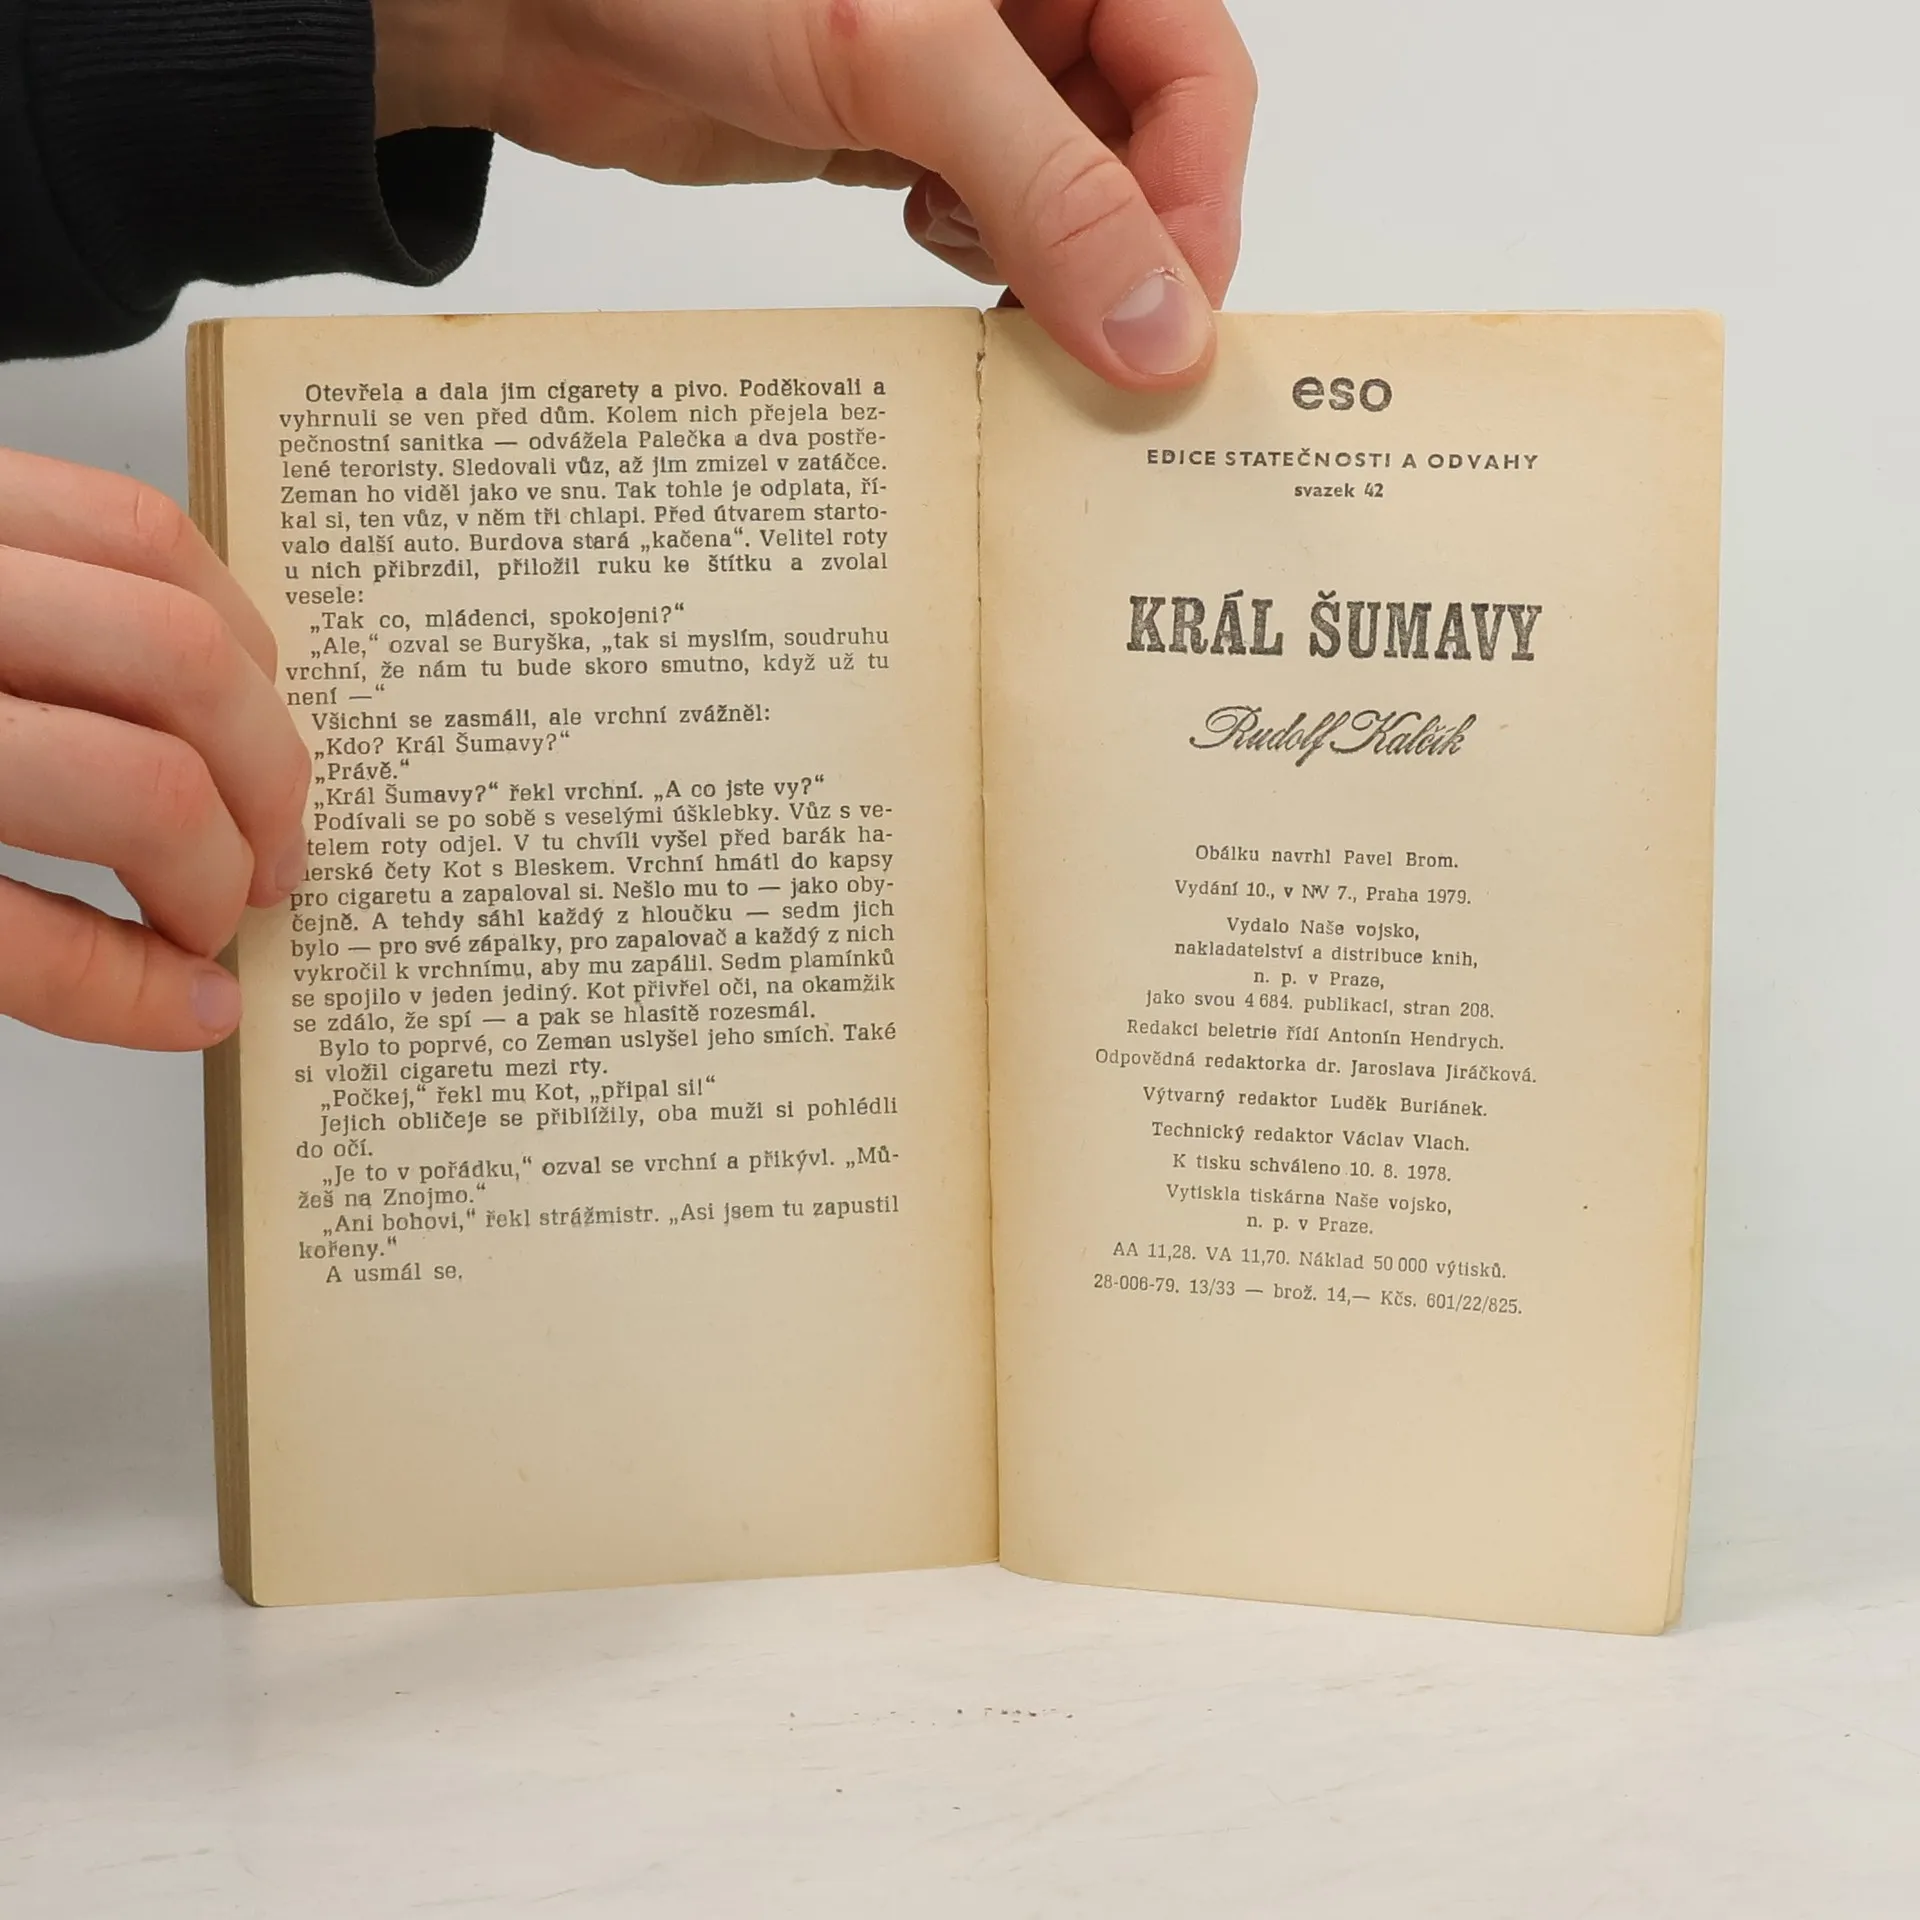 Otevřela a dala jim cigarety a pivo. Poděkovali a
vyhrnuli se ven před dům. Kolem nich přejela bez-
pečnostní sanitka — odvážela Palečka a dva postře-
lené teroristy. Sledovali vůz, až jim zmizel v zatáčce.
Zeman ho viděl jako ve snu. Tak tohle je odplata, ří-
kal si, ten vůz, v něm tři chlapi. Před útvarem starto-
valo další auto. Burdova stará „kačena“. Velitel roty
u nich přibrzdil, přiložil ruku ke štítku a zvolal
vesele:
„Tak co, mládenci, spokojeni?“
„Ale,“ ozval se Buryška, „tak si myslím, soudruhu
vrchní, že nám tu bude skoro smutno, když už tu
není —“
Všichni se zasmáli, ale vrchní zvážněl:
„Kdo? Král Šumavy?“
„Právě.“
„Král Šumavy?“ řekl vrchní. „A co jste vy?“
Podívali se po sobě s veselými úšklebky. Vůz s ve-
telem roty odjel. V tu chvíli vyšel před barák ha-
merské čety Kot s Bleskem. Vrchní hmátl do kapsy
pro cigaretu a zapaloval si. Nešlo mu to — jako oby-
čejně. A tehdy sáhl každý z hloučku — sedm jich
bylo — pro své zápalky, pro zapalovač a každý z nich
vykročil k vrchnímu, aby mu zapálil. Sedm plamínků
se spojilo v jeden jediný. Kot přivřel oči, na okamžik
se zdálo, že spí — a pak se hlasitě rozesmál.
Bylo to poprvé, co Zeman uslyšel jeho smích. Také
si vložil cigaretu mezi rty.
„Počkej,“ řekl mu Kot, „připal si!“
Jejich obličeje se přiblížily, oba muži si pohlédli
do očí.
„Je to v pořádku,“ ozval se vrchní a přikývl. „Mů-
žeš na Znojmo.“
„Ani bohovi,“ řekl strážmistr. „Asi jsem tu zapustil
kořeny.“
A usmál se.
eso
EDICE STATEČNOSTI A ODVAHY
svazek 42
KRÁL ŠUMAVY
Rudolf Kalčík
Obálku navrhl Pavel Brom.
Vydání 10., v NV 7., Praha 1979.
Vydalo Naše vojsko,
nakladatelství a distribuce knih,
n. p. v Praze,
jako svou 4 684. publikaci, stran 208.
Redakci beletrie řídí Antonín Hendrych.
Odpovědná redaktorka dr. Jaroslava Jiráčková.
Výtvarný redaktor Luděk Buriánek.
Technický redaktor Václav Vlach.
K tisku schváleno 10. 8. 1978.
Vytiskla tiskárna Naše vojsko,
n. p. v Praze.
AA 11,28. VA 11,70. Náklad 50 000 výtisků.
28-006-79. 13/33 — brož. 14,— Kčs. 601/22/825.